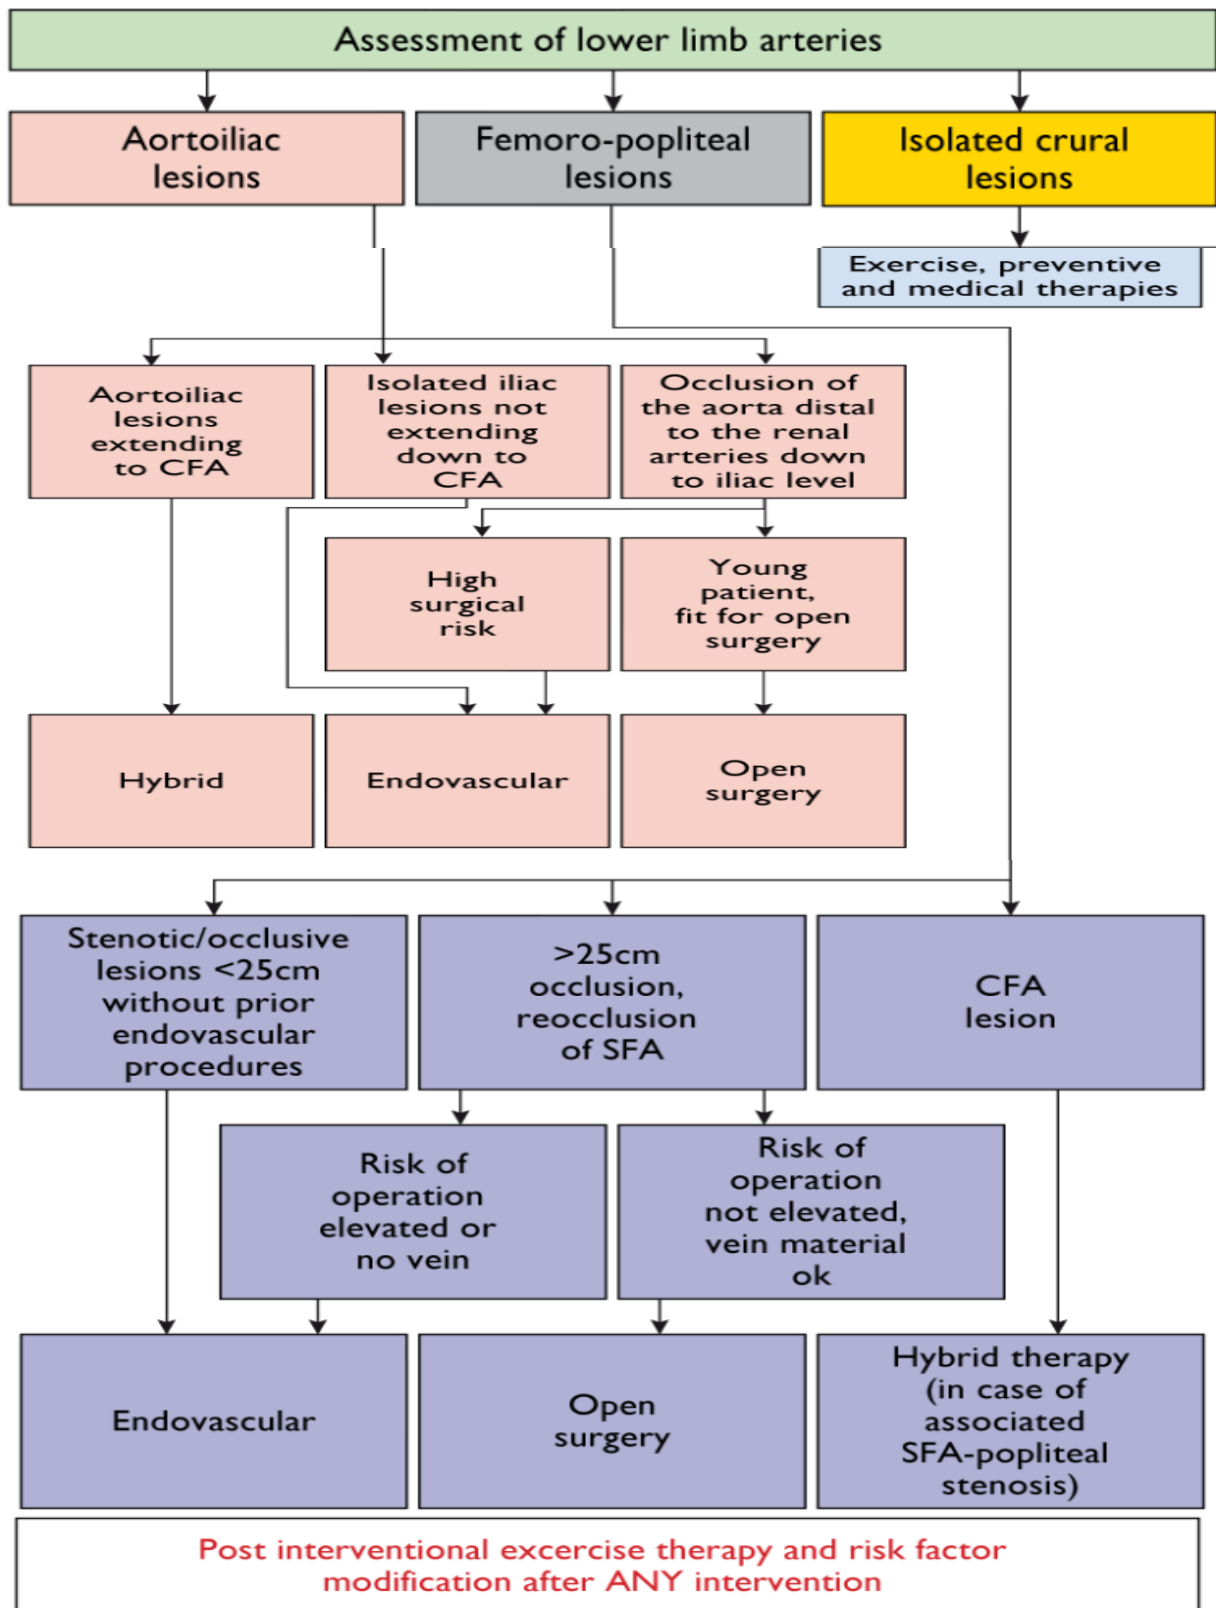 Assessment of lower limb arteries
Aortoiliac
lesions
Femoro-popliteal
lesions
Isolated crural
lesions
Exercise, preventive
and medical therapies
Aortoiliac
lesions
extending
to CFA
Isolated iliac
lesions not
extending
down to
CFA
Occlusion of
the aorta distal
to the renal
arteries down
to iliac level
High
surgical
risk
Young
patient,
fit for open
surgery
Hybrid
Endovascular
Open
surgery
Stenotic/occlusive
lesions <25cm
without prior
endovascular
procedures
>25cm
occlusion,
reocclusion
of SFA
CFA
lesion
Risk of
operation
elevated or
no vein
Risk of
operation
not elevated,
vein material
ok
Endovascular
Open
surgery
Hybrid therapy
(in case of
associated
SFA-popliteal
stenosis)
Post interventional excercise therapy and risk factor
modification after ANY intervention